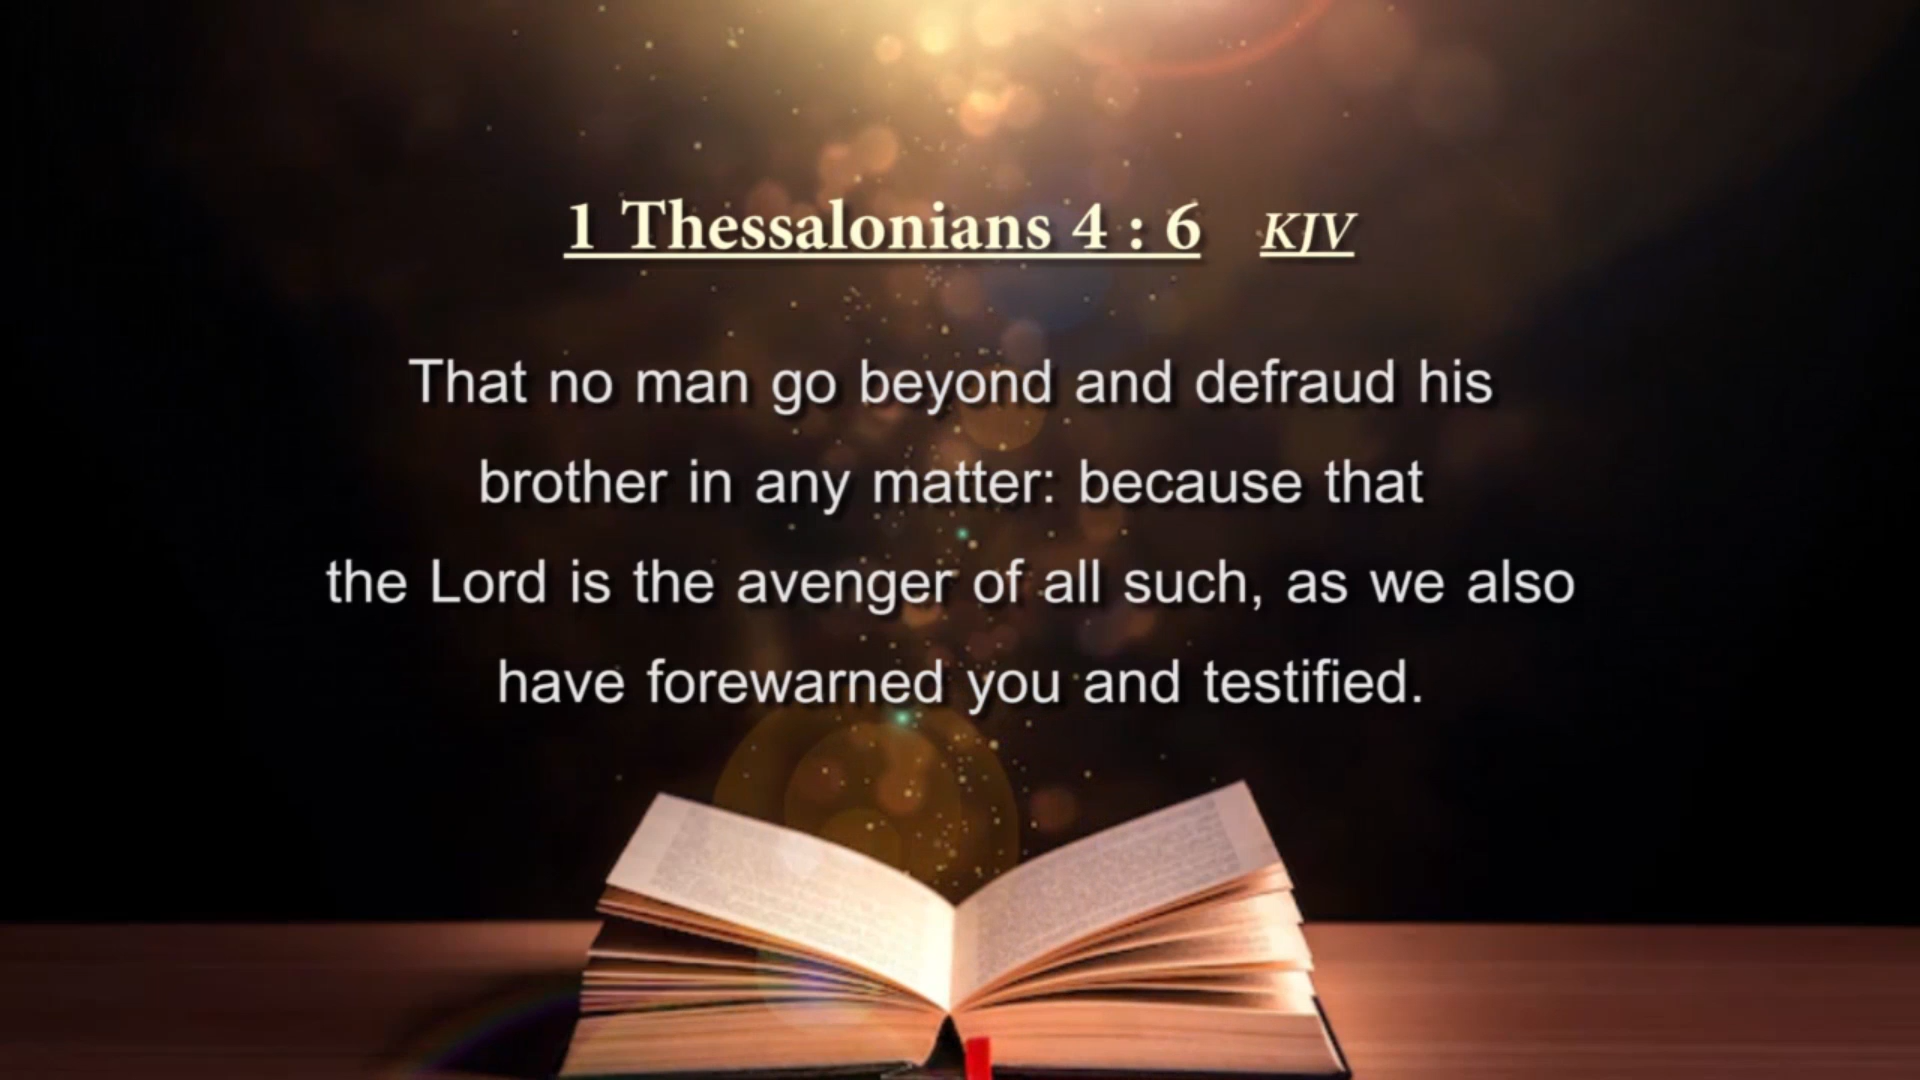 1 Thessalonians 4 : 6 KJV
That no man go beyond and defraud his
brother in any matter: because that
the Lord is the avenger of all such, as we also
have forewarned you and testified.